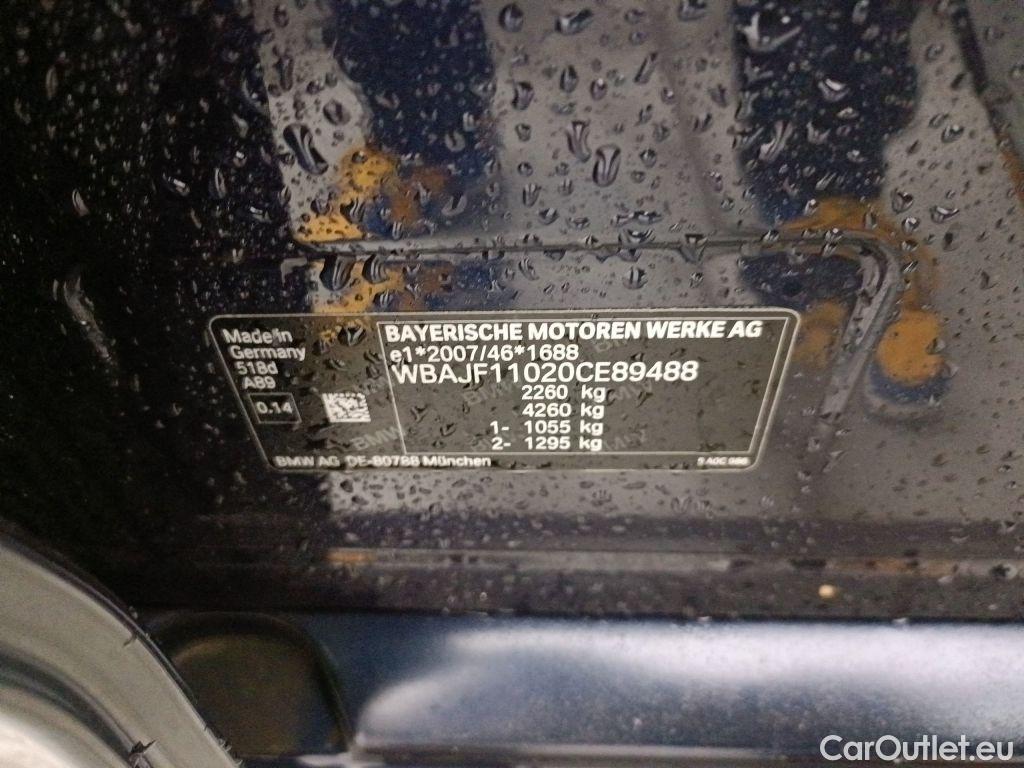 Made in
Germany
518d
A89
0.14
BAYERISCHE MOTOREN WERKE AG
e1*2007/46*1688
WBAJF11020CE89488
2260 kg
4260 kg
1- 1055 kg
2- 1295 kg
BMW AG DE-80788 München
CarOutlet.eu